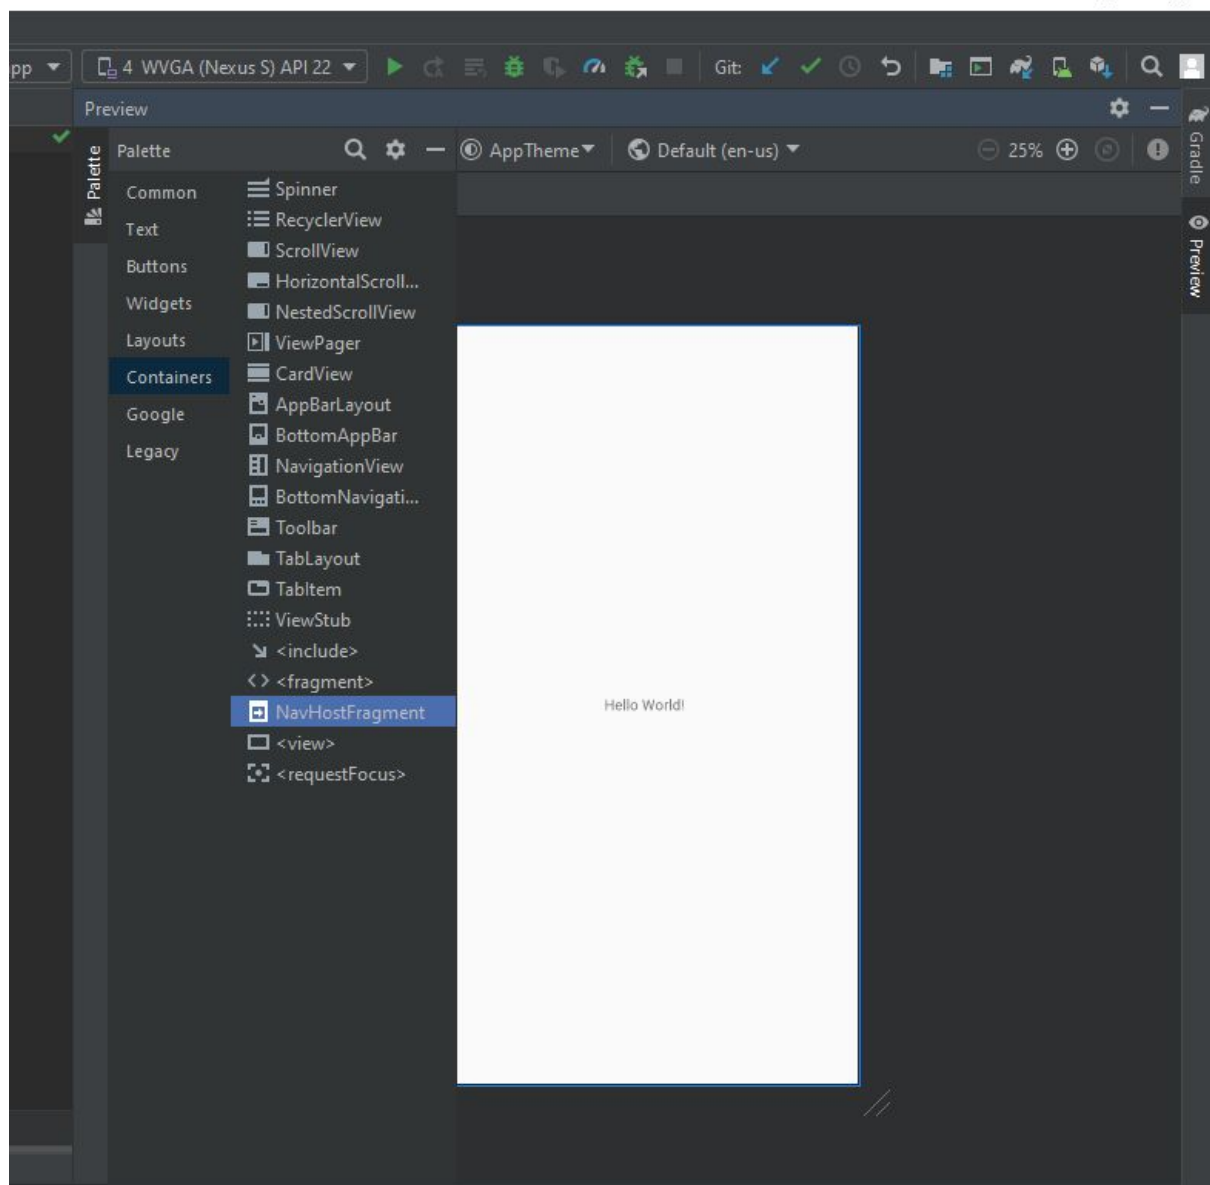 pp 4 WVGA (Nexus S) API 22 Git:
Preview
Palette AppTheme Default (en-us) 25%
Palette
Common
Text
Buttons
Widgets
Layouts
Containers
Google
Legacy
Spinner
RecyclerView
ScrollView
HorizontalScroll...
NestedScrollView
ViewPager
CardView
AppBarLayout
BottomAppBar
NavigationView
BottomNavigati...
Toolbar
TabLayout
TabItem
ViewStub
<include>
<fragment>
NavHostFragment
<view>
<requestFocus>
Hello World!
Gradle
Preview